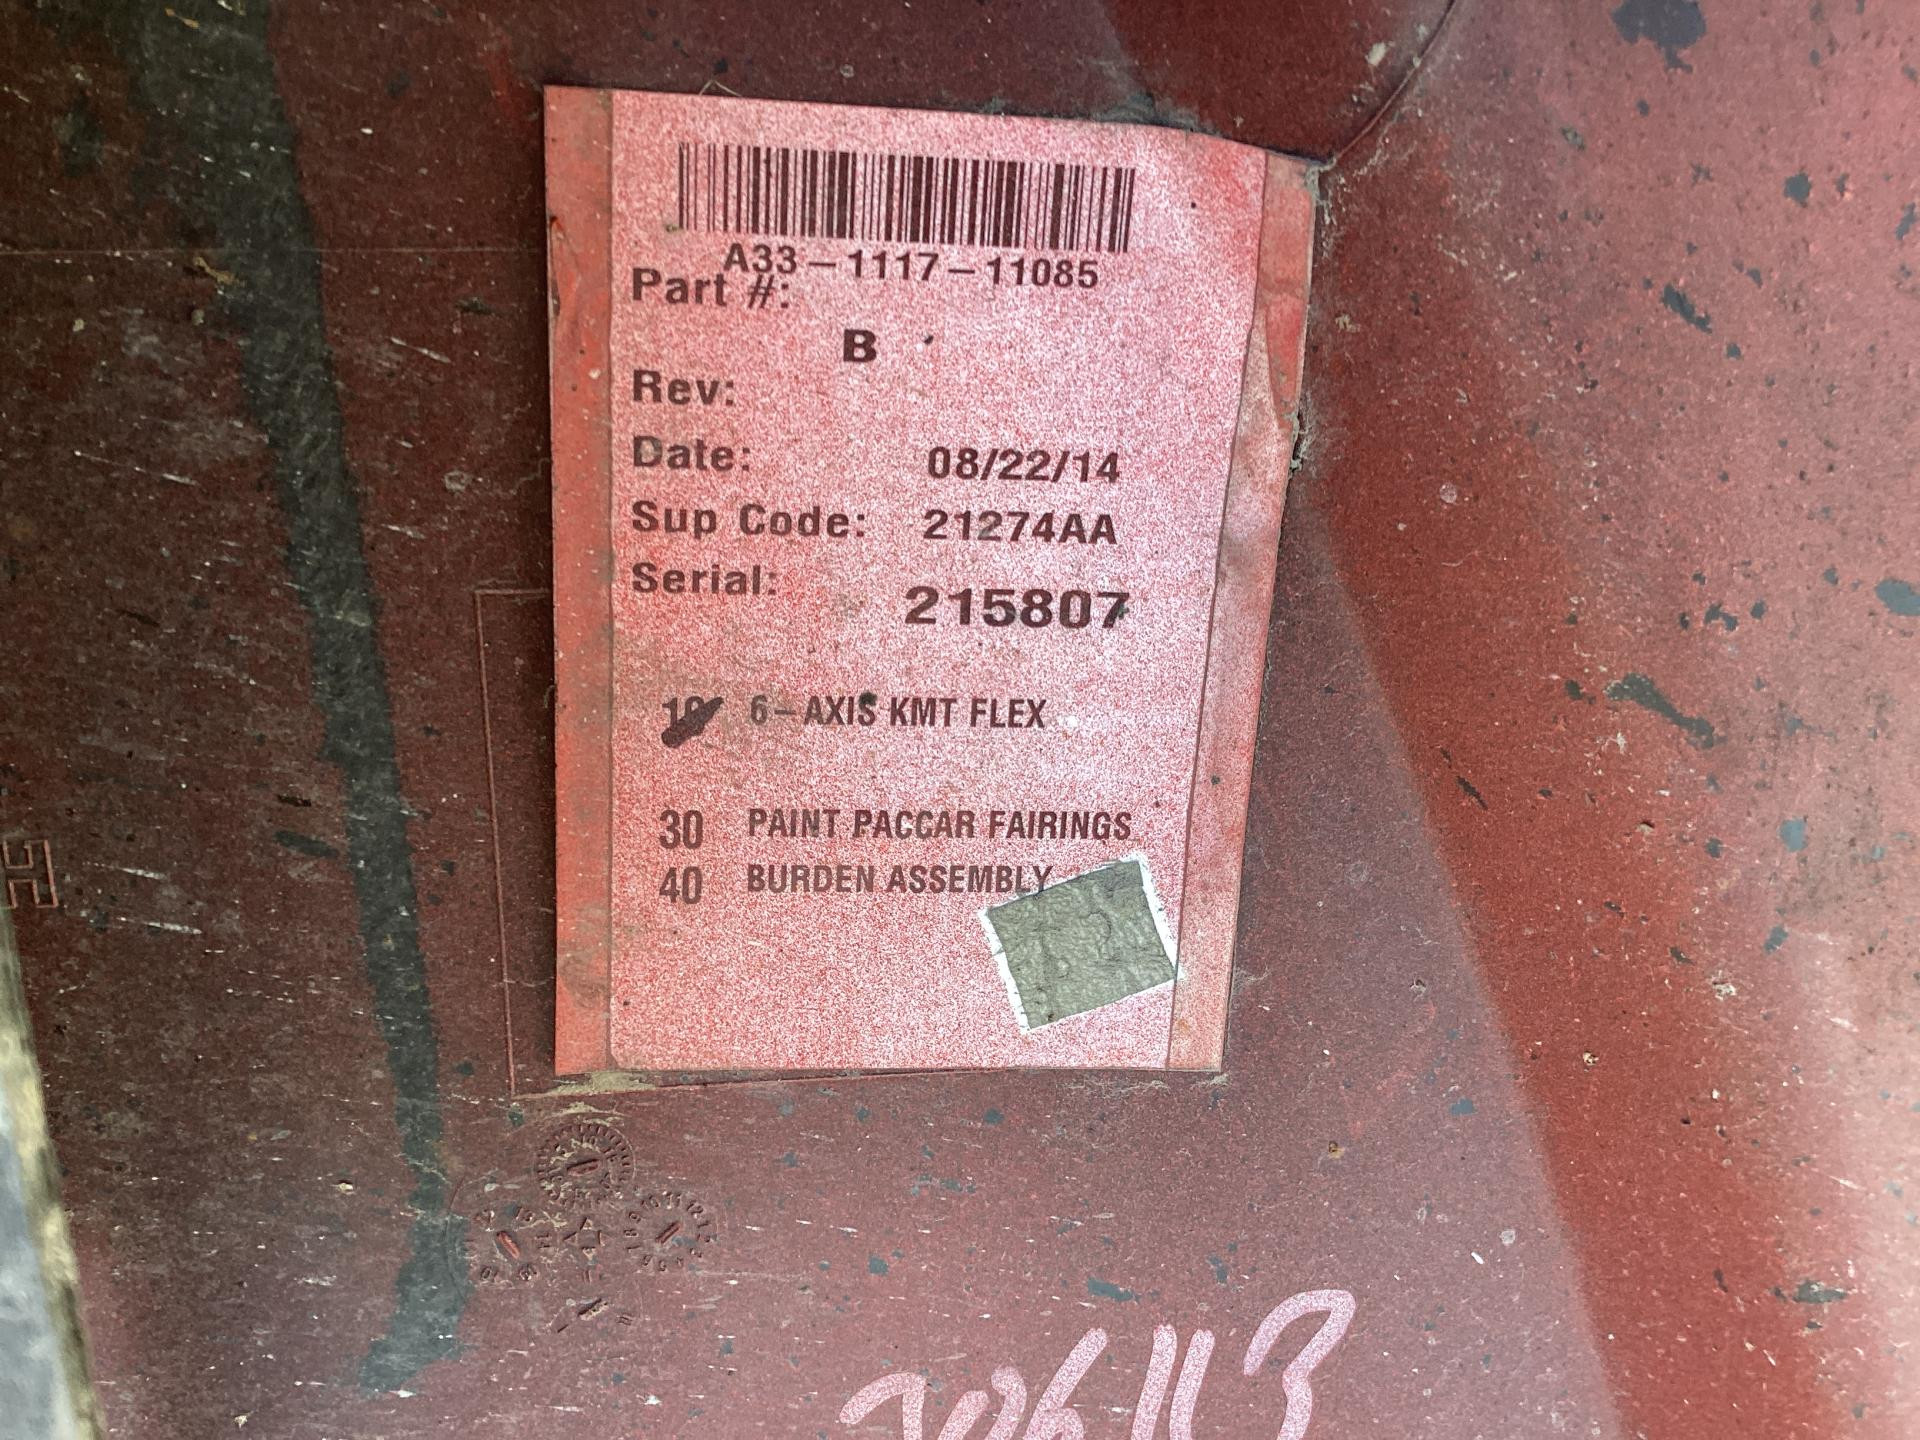 A33-1117-11085
Part #:
B
Rev:
Date: 08/22/14
Sup Code: 21274AA
Serial: 215807
10 6-AXIS KMT FLEX
30 PAINT PACCAR FAIRINGS
40 BURDEN ASSEMBLY